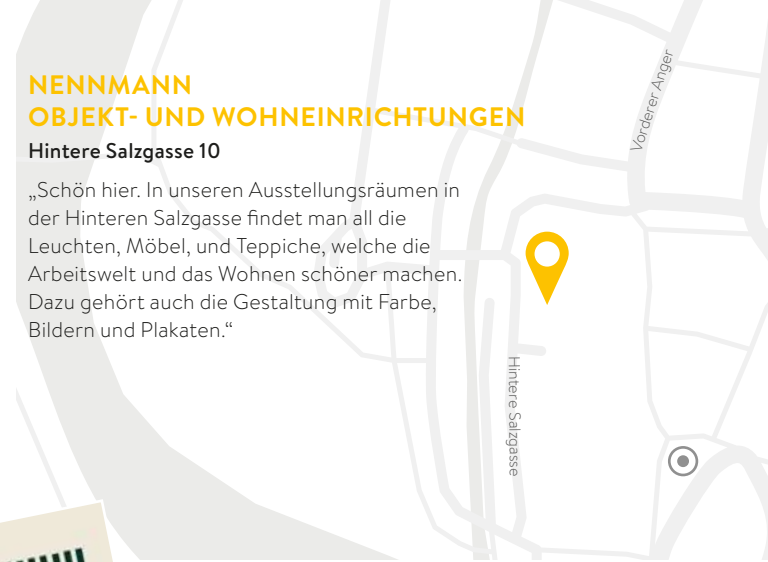 NENNMANN
OBJEKT- UND WOHNEINRICHTUNGEN
Hintere Salzgasse 10
„Schön hier. In unseren Ausstellungsräumen in
der Hinteren Salzgasse findet man all die
Leuchten, Möbel, und Teppiche, welche die
Arbeitswelt und das Wohnen schöner machen.
Dazu gehört auch die Gestaltung mit Farbe,
Bildern und Plakaten.“
Vorderer Anger
Hintere Salzgasse